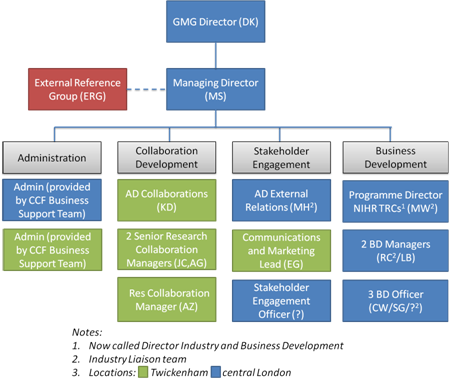 GMG Director (DK)
External Reference
Group (ERG)
Managing Director
(MS)
Administration
Collaboration
Development
Stakeholder
Engagement
Business
Development
Admin (provided
by CCF Business
Support Team)
AD Collaborations
(KD)
AD External
Relations (MH²)
Programme Director
NIHR TRCs¹ (MW²)
Admin (provided
by CCF Business
Support Team)
2 Senior Research
Collaboration
Managers (JC,AG)
Communications
and Marketing
Lead (EG)
2 BD Managers
(RC²/LB)
Res Collaboration
Manager (AZ)
Stakeholder
Engagement
Officer (?)
3 BD Officer
(CW/SG/?²)
Notes:
1. Now called Director Industry and Business Development
2. Industry Liaison team
3. Locations: Twickenham central London